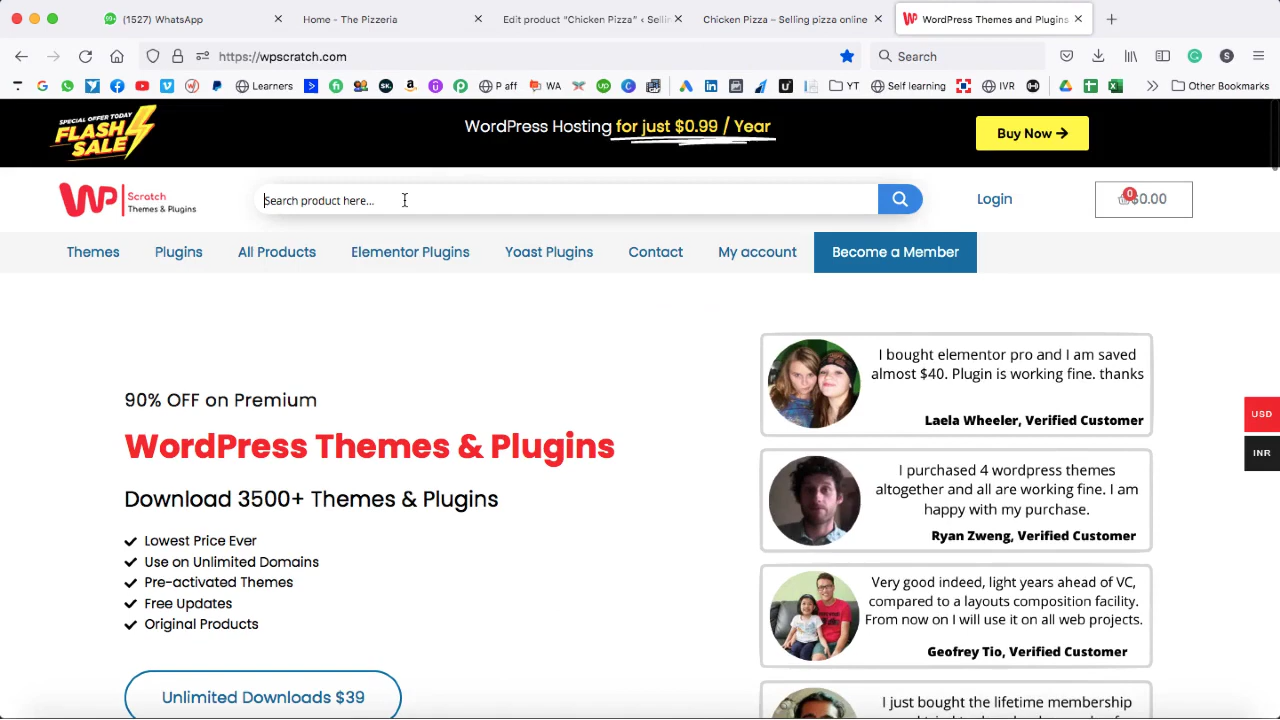 (1527) WhatsApp
Home - The Pizzeria
Edit product “Chicken Pizza” ‹ Sellin
Chicken Pizza – Selling pizza online
WordPress Themes and Plugins
https://wpscratch.com
Search
Learners
P aff
WA
YT
Self learning
IVR
Other Bookmarks
SPECIAL OFFER TODAY
FLASH
SALE
WordPress Hosting for just $0.99 / Year
Buy Now →
WP Scratch
Themes & Plugins
Search product here...
Login
0
$0.00
Themes
Plugins
All Products
Elementor Plugins
Yoast Plugins
Contact
My account
Become a Member
90% OFF on Premium
WordPress Themes & Plugins
Download 3500+ Themes & Plugins
Lowest Price Ever
Use on Unlimited Domains
Pre-activated Themes
Free Updates
Original Products
Unlimited Downloads $39
I bought elementor pro and I am saved
almost $40. Plugin is working fine. thanks
Laela Wheeler, Verified Customer
I purchased 4 wordpress themes
altogether and all are working fine. I am
happy with my purchase.
Ryan Zweng, Verified Customer
Very good indeed, light years ahead of VC,
compared to a layouts composition facility.
From now on I will use it on all web projects.
Geofrey Tio, Verified Customer
I just bought the lifetime membership
USD
INR